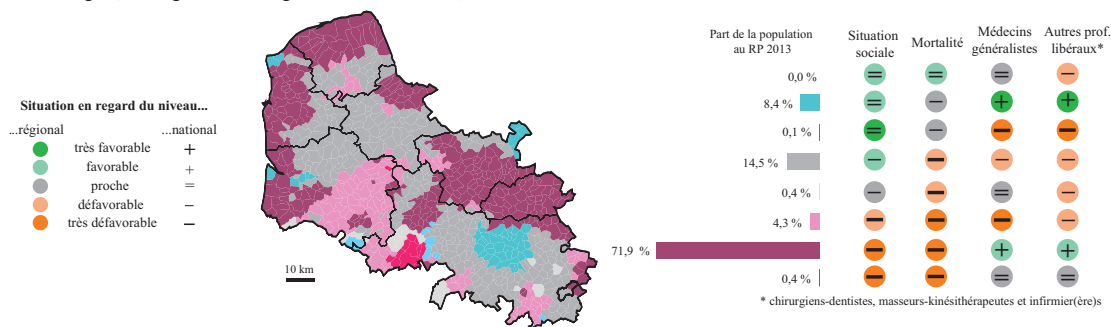 Situation en regard du niveau...
...régional ...national
très favorable +
favorable +
proche =
défavorable –
très défavorable –
10 km
Part de la population
au RP 2013
Situation
sociale
Mortalité
Médecins
généralistes
Autres prof.
libéraux*
0,0 % = = = –
8,4 % = – + +
0,1 % = – – –
14,5 % – – – –
0,4 % – – = –
4,3 % – – – –
71,9 % – – + +
0,4 % – – = =
* chirurgiens-dentistes, masseurs-kinésithérapeutes et infirmier(ère)s